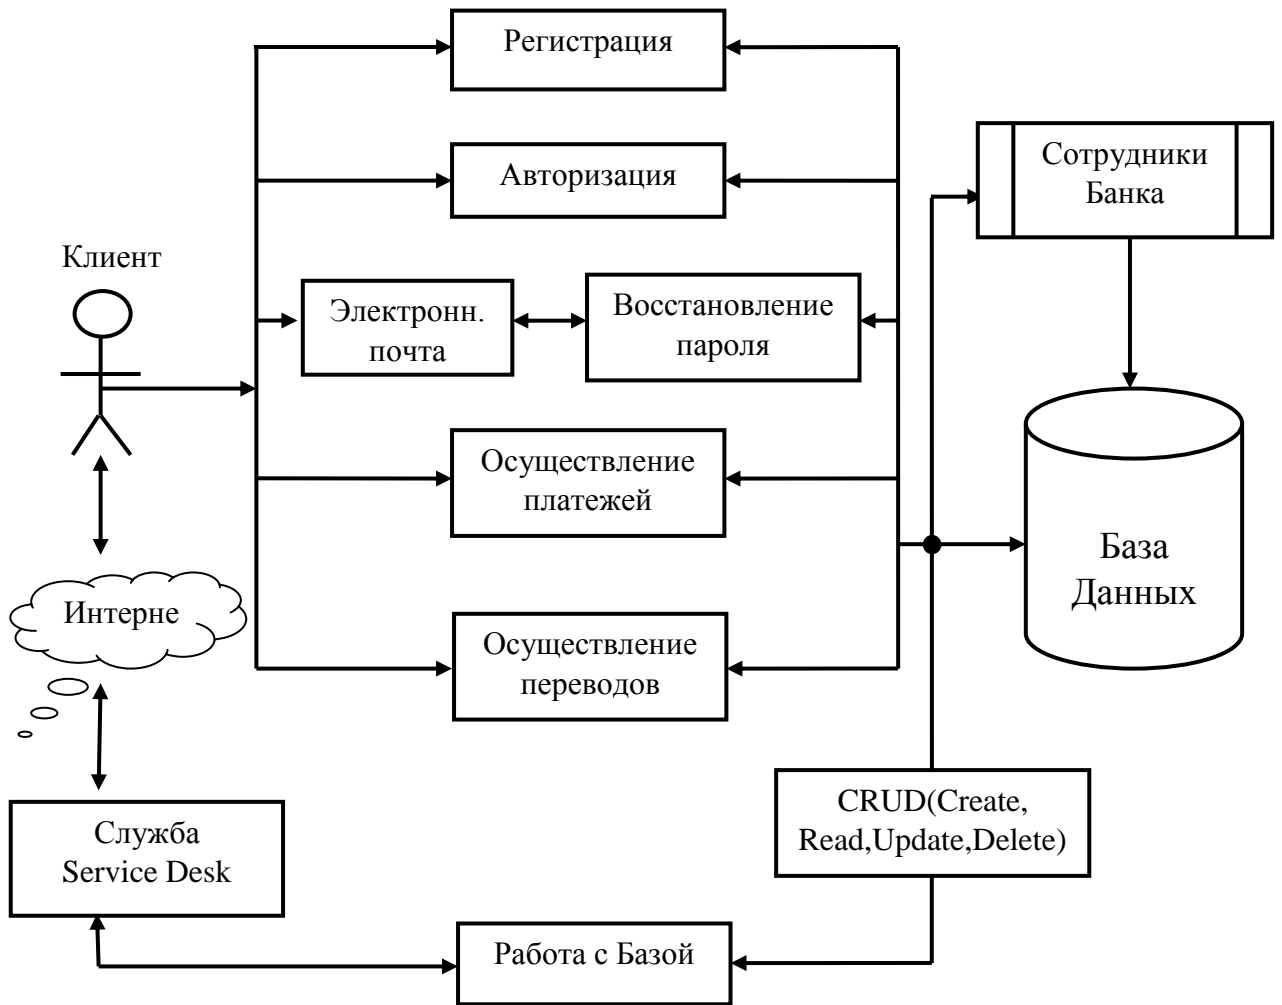 Регистрация
Авторизация
Сотрудники
Банка
Клиент
Электронн.
почта
Восстановление
пароля
Осуществление
платежей
База
Данных
Интерне
Осуществление
переводов
CRUD(Create,
Read,Update,Delete)
Служба
Service Desk
Работа с Базой